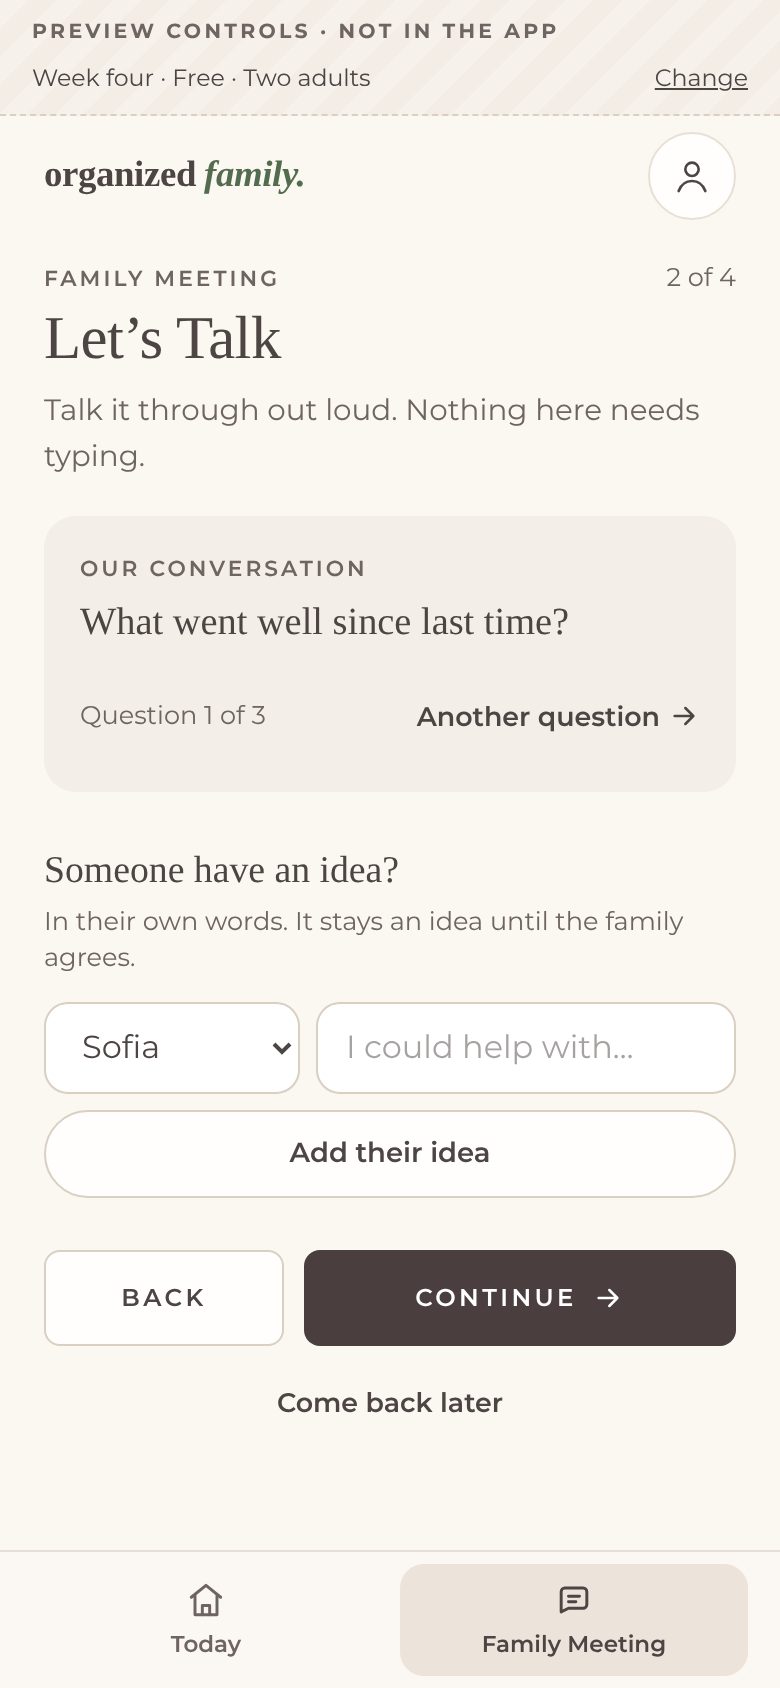 PREVIEW CONTROLS · NOT IN THE APP
Week four · Free · Two adults
Change
organized family.
FAMILY MEETING
2 of 4
Let’s Talk
Talk it through out loud. Nothing here needs
typing.
OUR CONVERSATION
What went well since last time?
Question 1 of 3
Another question →
Someone have an idea?
In their own words. It stays an idea until the family
agrees.
Sofia
I could help with...
Add their idea
BACK
CONTINUE →
Come back later
Today
Family Meeting